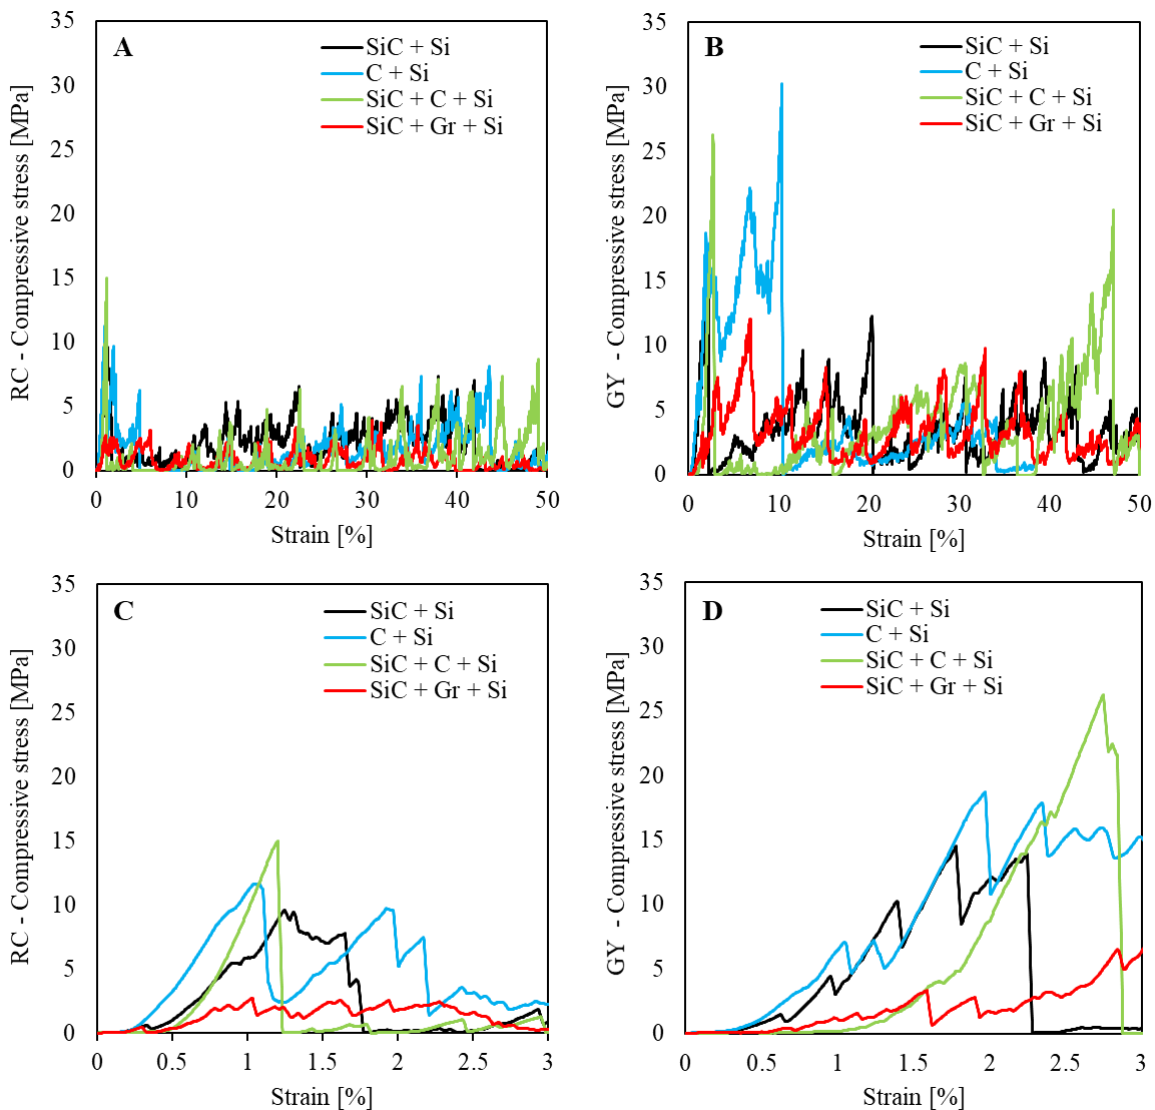 A
SiC + Si
C + Si
SiC + C + Si
SiC + Gr + Si
RC - Compressive stress [MPa]
35
30
25
20
15
10
5
0
0 10 20 30 40 50
Strain [%]
B
SiC + Si
C + Si
SiC + C + Si
SiC + Gr + Si
GY - Compressive stress [MPa]
35
30
25
20
15
10
5
0
0 10 20 30 40 50
Strain [%]
C
SiC + Si
C + Si
SiC + C + Si
SiC + Gr + Si
RC - Compressive stress [MPa]
35
30
25
20
15
10
5
0
0 0.5 1 1.5 2 2.5 3
Strain [%]
D
SiC + Si
C + Si
SiC + C + Si
SiC + Gr + Si
GY - Compressive stress [MPa]
35
30
25
20
15
10
5
0
0 0.5 1 1.5 2 2.5 3
Strain [%]